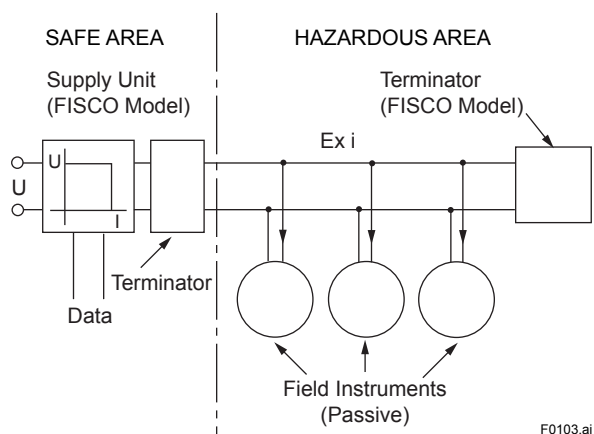 SAFE AREA
HAZARDOUS AREA
Supply Unit
(FISCO Model)
Terminator
(FISCO Model)
Ex i
U
U
I
Terminator
Data
Field Instruments
(Passive)
F0103.ai